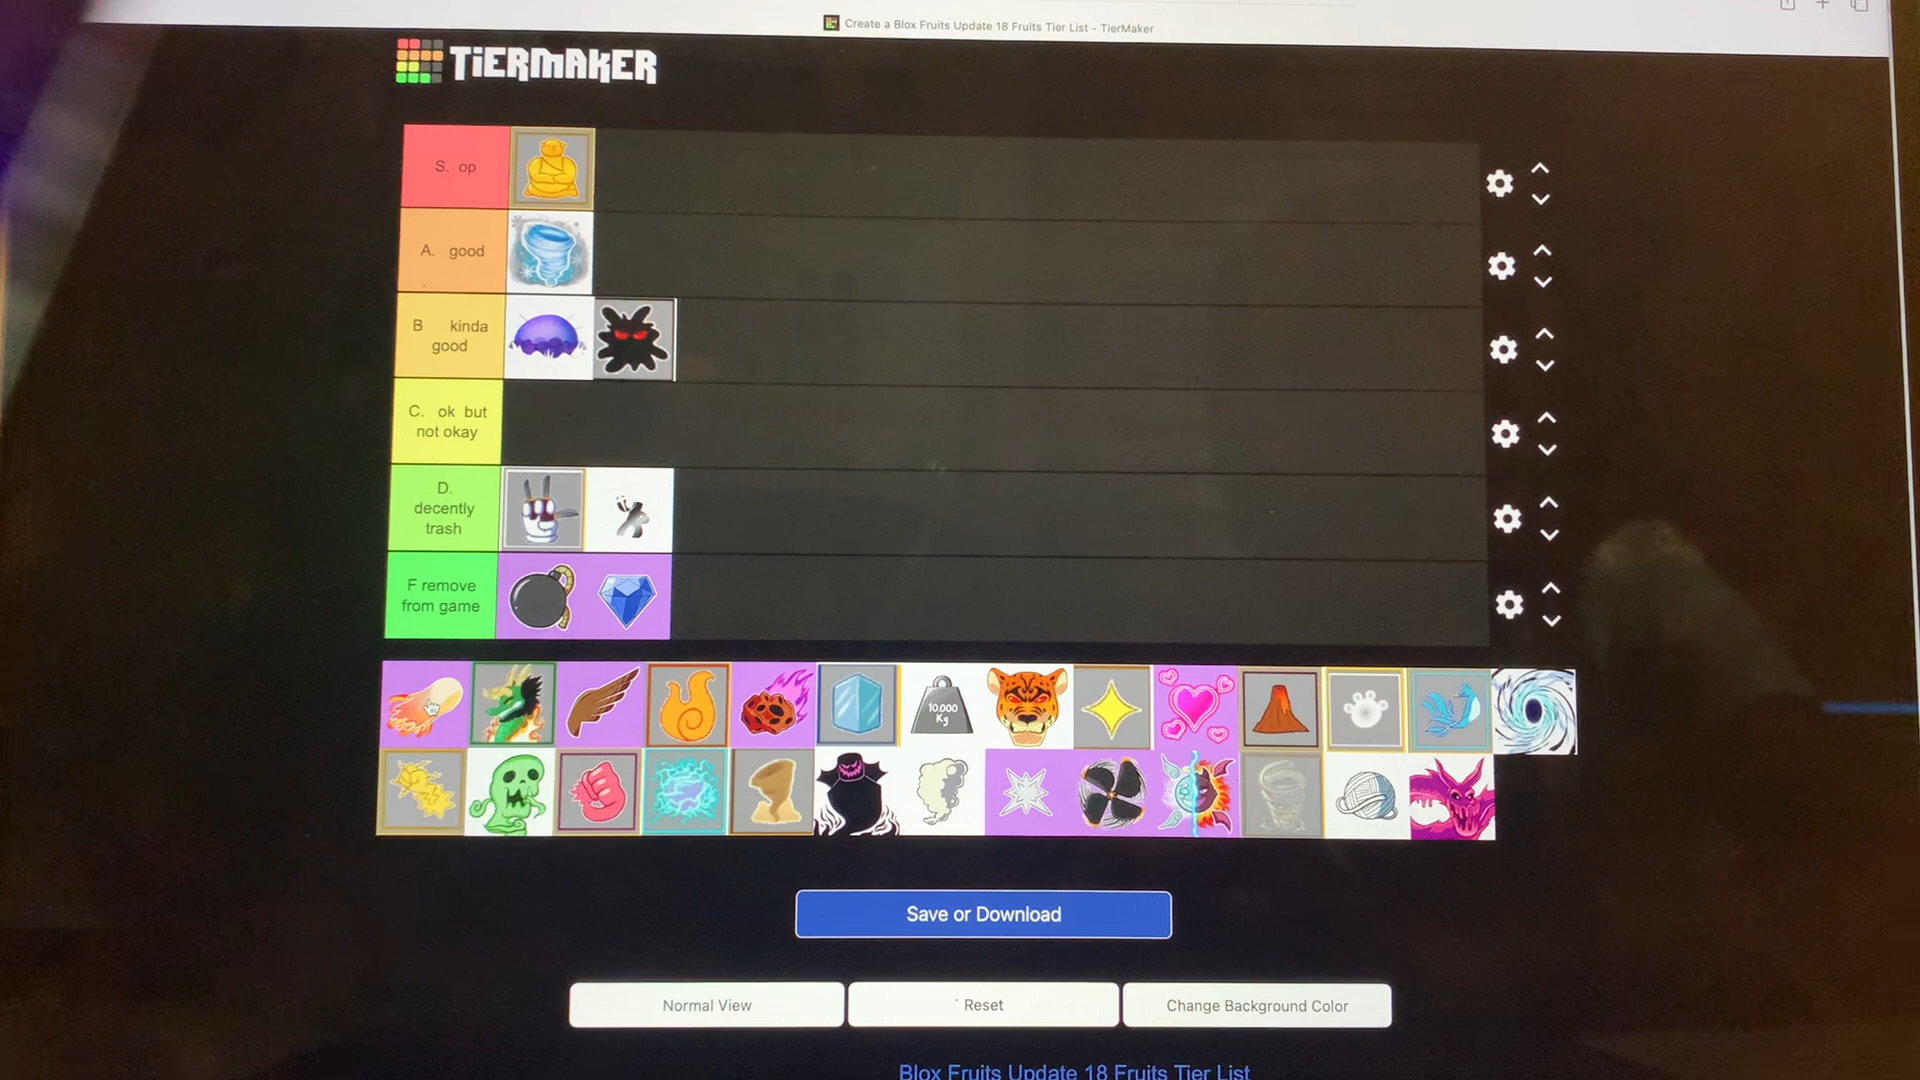 Create a Blox Fruits Update 18 Fruits Tier List - TierMaker
TiERMAKER
S. op
A. good
B kinda
good
C. ok but
not okay
D.
decently
trash
F remove
from game
10.000
Kg
Save or Download
Normal View
Reset
Change Background Color
Blox Fruits Update 18 Fruits Tier List